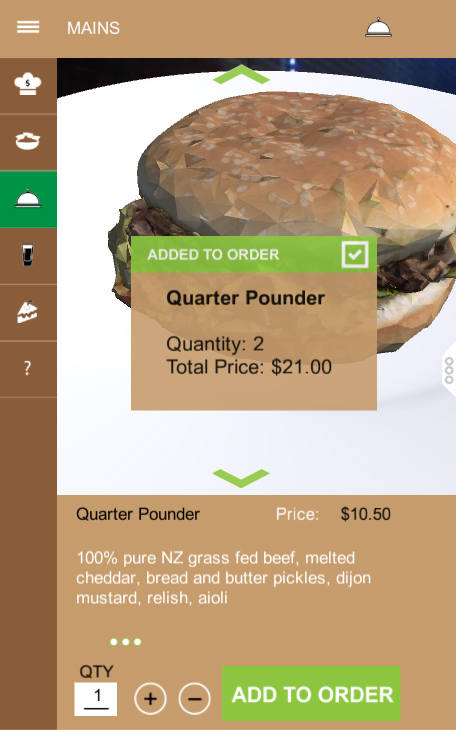 MAINS
$
ADDED TO ORDER
Quarter Pounder
Quantity: 2
Total Price: $21.00
?
Quarter Pounder Price: $10.50
100% pure NZ grass fed beef, melted
cheddar, bread and butter pickles, dijon
mustard, relish, aioli
QTY
1
ADD TO ORDER